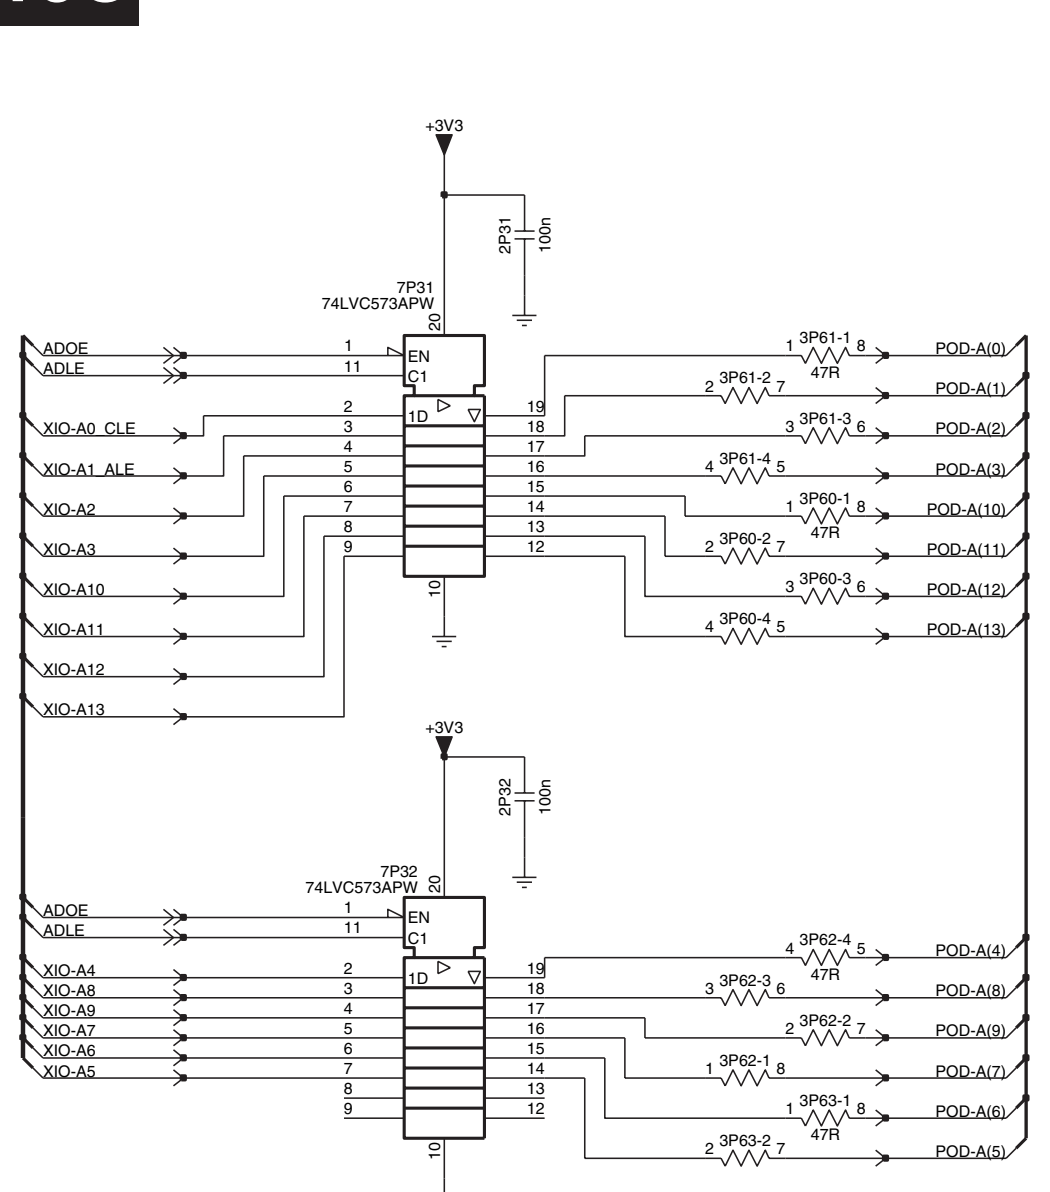 +3V3
2P31
100n
7P31
74LVC573APW
20
ADOE
1
EN
3P61-1
1 8
47R
POD-A(0)
ADLE
11
C1
3P61-2
2 7
POD-A(1)
2
1D
19
XIO-A0_CLE
3
18
3P61-3
3 6
POD-A(2)
4
17
XIO-A1_ALE
5
16
3P61-4
4 5
POD-A(3)
6
15
XIO-A2
7
14
3P60-1
1 8
47R
POD-A(10)
8
13
XIO-A3
9
12
3P60-2
2 7
POD-A(11)
XIO-A10
10
3P60-3
3 6
POD-A(12)
XIO-A11
3P60-4
4 5
POD-A(13)
XIO-A12
XIO-A13
+3V3
2P32
100n
7P32
74LVC573APW
20
ADOE
1
EN
ADLE
11
C1
3P62-4
4 5
47R
POD-A(4)
XIO-A4
2
1D
19
XIO-A8
3
18
3P62-3
3 6
POD-A(8)
XIO-A9
4
17
XIO-A7
5
16
3P62-2
2 7
POD-A(9)
XIO-A6
6
15
XIO-A5
7
14
3P62-1
1 8
POD-A(7)
8
13
9
12
3P63-1
1 8
47R
POD-A(6)
10
3P63-2
2 7
POD-A(5)